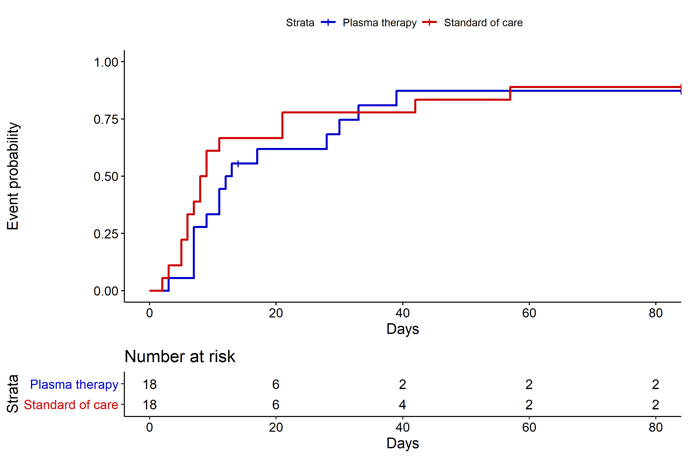 Strata Plasma therapy Standard of care
Event probability
1.00
0.75
0.50
0.25
0.00
0 20 40 60 80
Days
Number at risk
Strata
Plasma therapy 18 6 2 2 2
Standard of care 18 6 4 2 2
0 20 40 60 80
Days